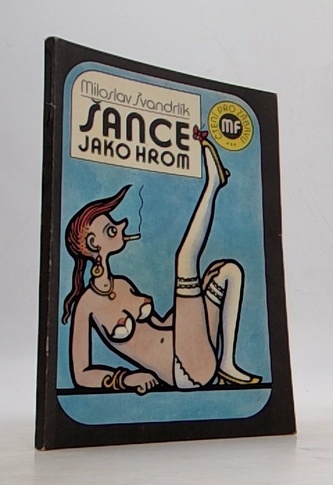 Miloslav Švandrlík
ŠANCE
JAKO HROM
ČTENÍ PRO ZÁBAVU
MF